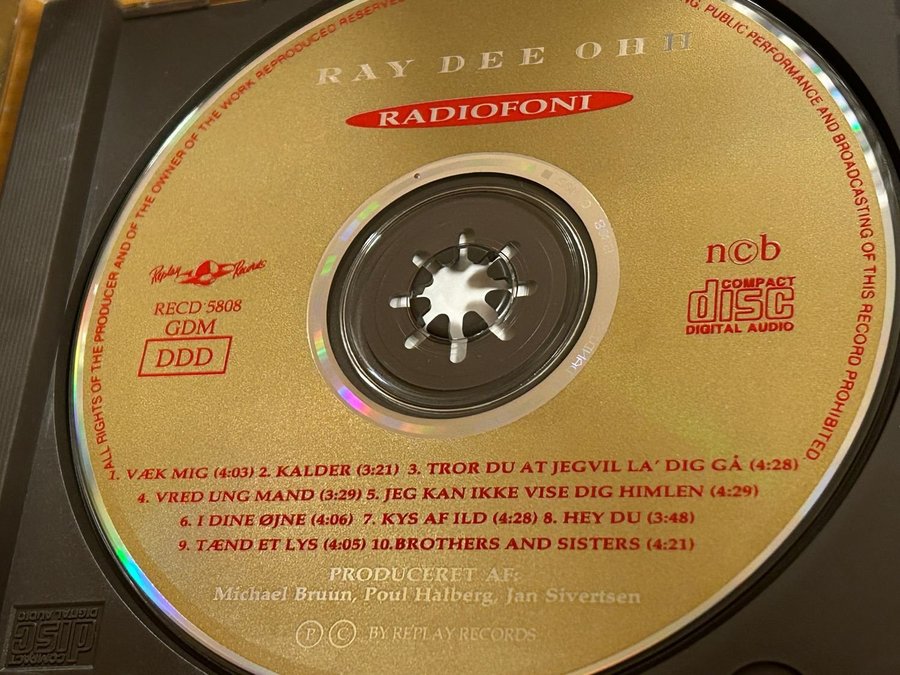 RAY DEE OHH
RADIOFONI
ALL RIGHTS OF THE PRODUCER AND OF THE OWNER OF THE WORK REPRODUCED RESERVED
PUBLIC PERFORMANCE AND BROADCASTING OF THIS RECORD PROHIBITED
Replay Records
RECD 5808
GDM
DDD
n©b
COMPACT
disc
DIGITAL AUDIO
1. VÆK MIG (4:03) 2. KALDER (3:21) 3. TROR DU AT JEGVIL LA' DIG GÅ (4:28)
4. VRED UNG MAND (3:29) 5. JEG KAN IKKE VISE DIG HIMLEN (4:29)
6. I DINE ØJNE (4:06) 7. KYS AF ILD (4:28) 8. HEY DU (3:48)
9. TÆND ET LYS (4:05) 10.BROTHERS AND SISTERS (4:21)
PRODUCERET AF:
Michael Bruun, Poul Halberg, Jan Sivertsen
Ⓟ © BY REPLAY RECORDS
COMPACT
disc
DIGITAL AUDIO